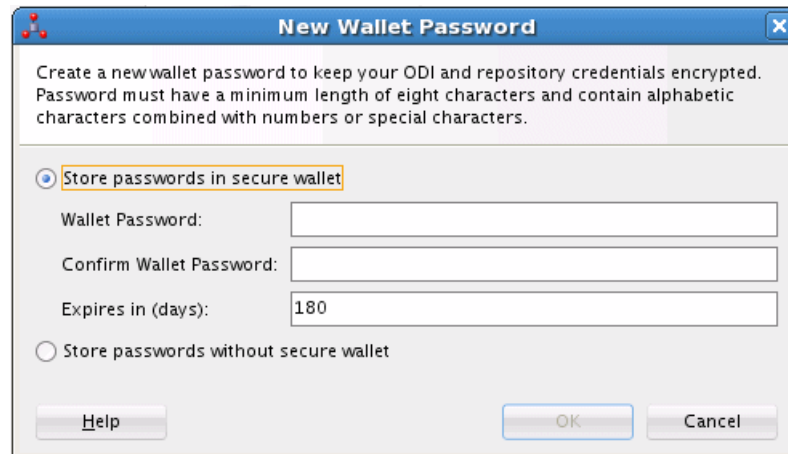 New Wallet Password
Create a new wallet password to keep your ODI and repository credentials encrypted.
Password must have a minimum length of eight characters and contain alphabetic
characters combined with numbers or special characters.
Store passwords in secure wallet
Wallet Password:
Confirm Wallet Password:
Expires in (days): 180
Store passwords without secure wallet
Help OK Cancel